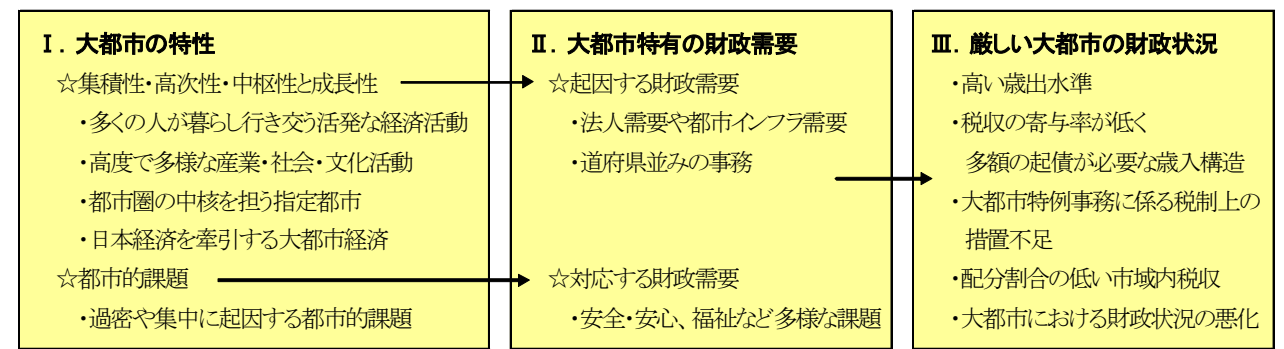 Ⅰ. 大都市の特性
☆集積性・高次性・中枢性と成長性
・多くの人が暮らし行き交う活発な経済活動
・高度で多様な産業・社会・文化活動
・都市圏の中核を担う指定都市
・日本経済を牽引する大都市経済
☆都市的課題
・過密や集中に起因する都市的課題
Ⅱ. 大都市特有の財政需要
☆起因する財政需要
・法人需要や都市インフラ需要
・道府県並みの事務
☆対応する財政需要
・安全・安心、福祉など多様な課題
Ⅲ. 厳しい大都市の財政状況
・高い歳出水準
・税収の寄与率が低く
多額の起債が必要な歳入構造
・大都市特例事務に係る税制上の
措置不足
・配分割合の低い市域内税収
・大都市における財政状況の悪化